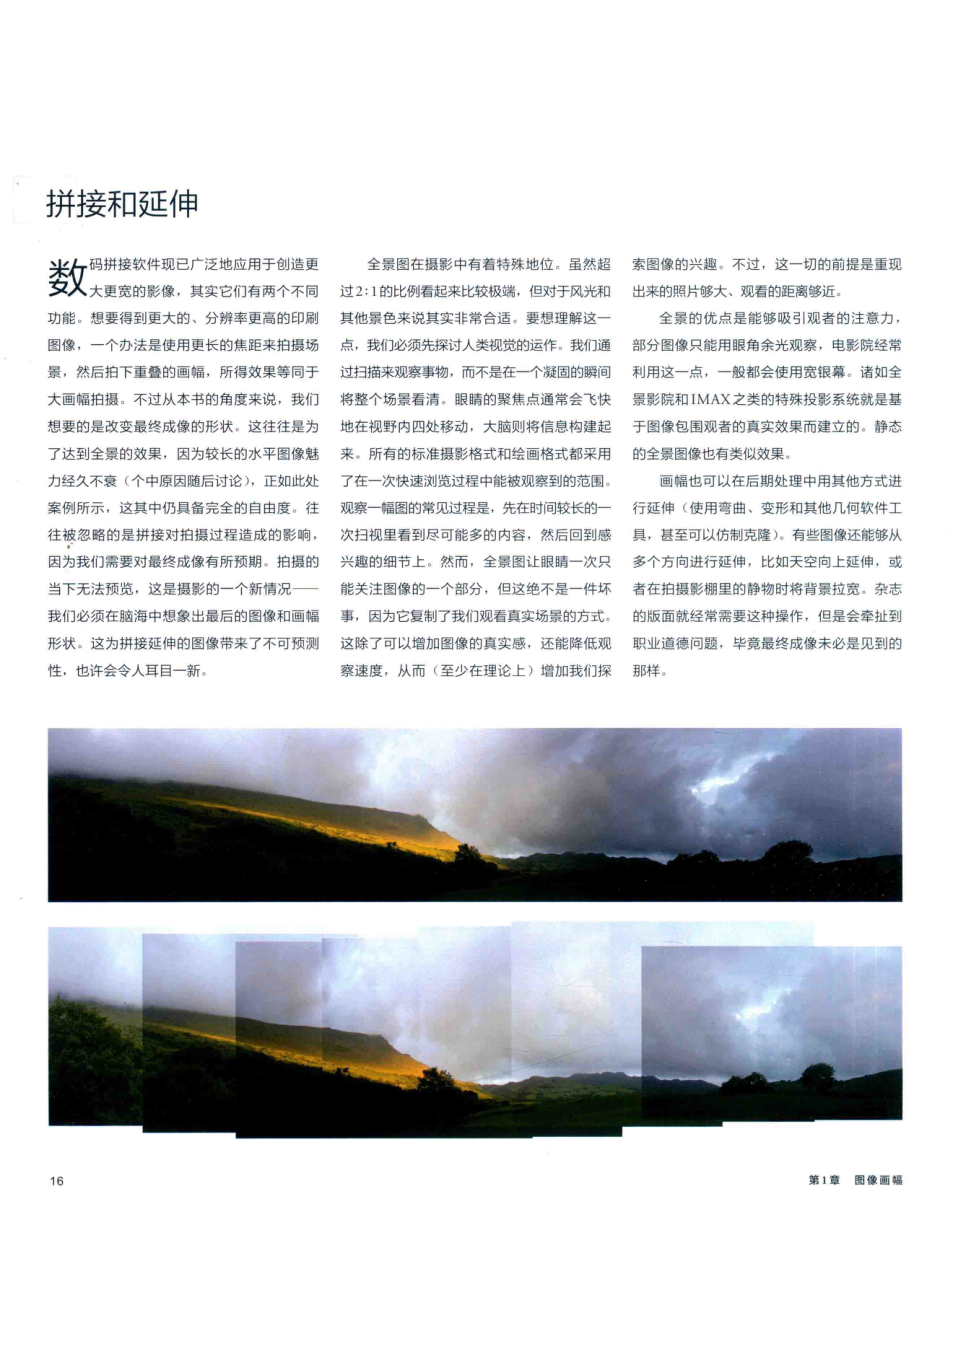 拼接和延伸
数码拼接软件现已广泛地应用于创造更
大更宽的影像，其实它们有两个不同
功能。想要得到更大的、分辨率更高的印刷
图像，一个办法是使用更长的焦距来拍摄场
景，然后拍下重叠的画幅，所得效果等同于
大画幅拍摄。不过从本书的角度来说，我们
想要的是改变最终成像的形状。这往往是为
了达到全景的效果，因为较长的水平图像魅
力经久不衰（个中原因随后讨论），正如此处
案例所示，这其中仍具备完全的自由度。往
往被忽略的是拼接对拍摄过程造成的影响，
因为我们需要对最终成像有所预期。拍摄的
当下无法预览，这是摄影的一个新情况——
我们必须在脑海中想象出最后的图像和画幅
形状。这为拼接延伸的图像带来了不可预测
性，也许会令人耳目一新。
全景图在摄影中有着特殊地位。虽然超
过2:1的比例看起来比较极端，但对于风光和
其他景色来说其实非常合适。要想理解这一
点，我们必须先探讨人类视觉的运作。我们通
过扫描来观察事物，而不是在一个凝固的瞬间
将整个场景看清。眼睛的聚焦点通常会飞快
地在视野内四处移动，大脑则将信息构建起
来。所有的标准摄影格式和绘画格式都采用
了在一次快速浏览过程中能被观察到的范围。
观察一幅图的常见过程是，先在时间较长的一
次扫视里看到尽可能多的内容，然后回到感
兴趣的细节上。然而，全景图让眼睛一次只
能关注图像的一个部分，但这绝不是一件坏
事，因为它复制了我们观看真实场景的方式。
这除了可以增加图像的真实感，还能降低观
察速度，从而（至少在理论上）增加我们探
索图像的兴趣。不过，这一切的前提是重现
出来的照片够大、观看的距离够近。
全景的优点是能够吸引观者的注意力，
部分图像只能用眼角余光观察，电影院经常
利用这一点，一般都会使用宽银幕。诸如全
景影院和IMAX之类的特殊投影系统就是基
于图像包围观者的真实效果而建立的。静态
的全景图像也有类似效果。
画幅也可以在后期处理中用其他方式进
行延伸（使用弯曲、变形和其他几何软件工
具，甚至可以仿制克隆）。有些图像还能够从
多个方向进行延伸，比如天空向上延伸，或
者在拍摄影棚里的静物时将背景拉宽。杂志
的版面就经常需要这种操作，但是会牵扯到
职业道德问题，毕竟最终成像未必是见到的
那样。
16
第1章 图像画幅